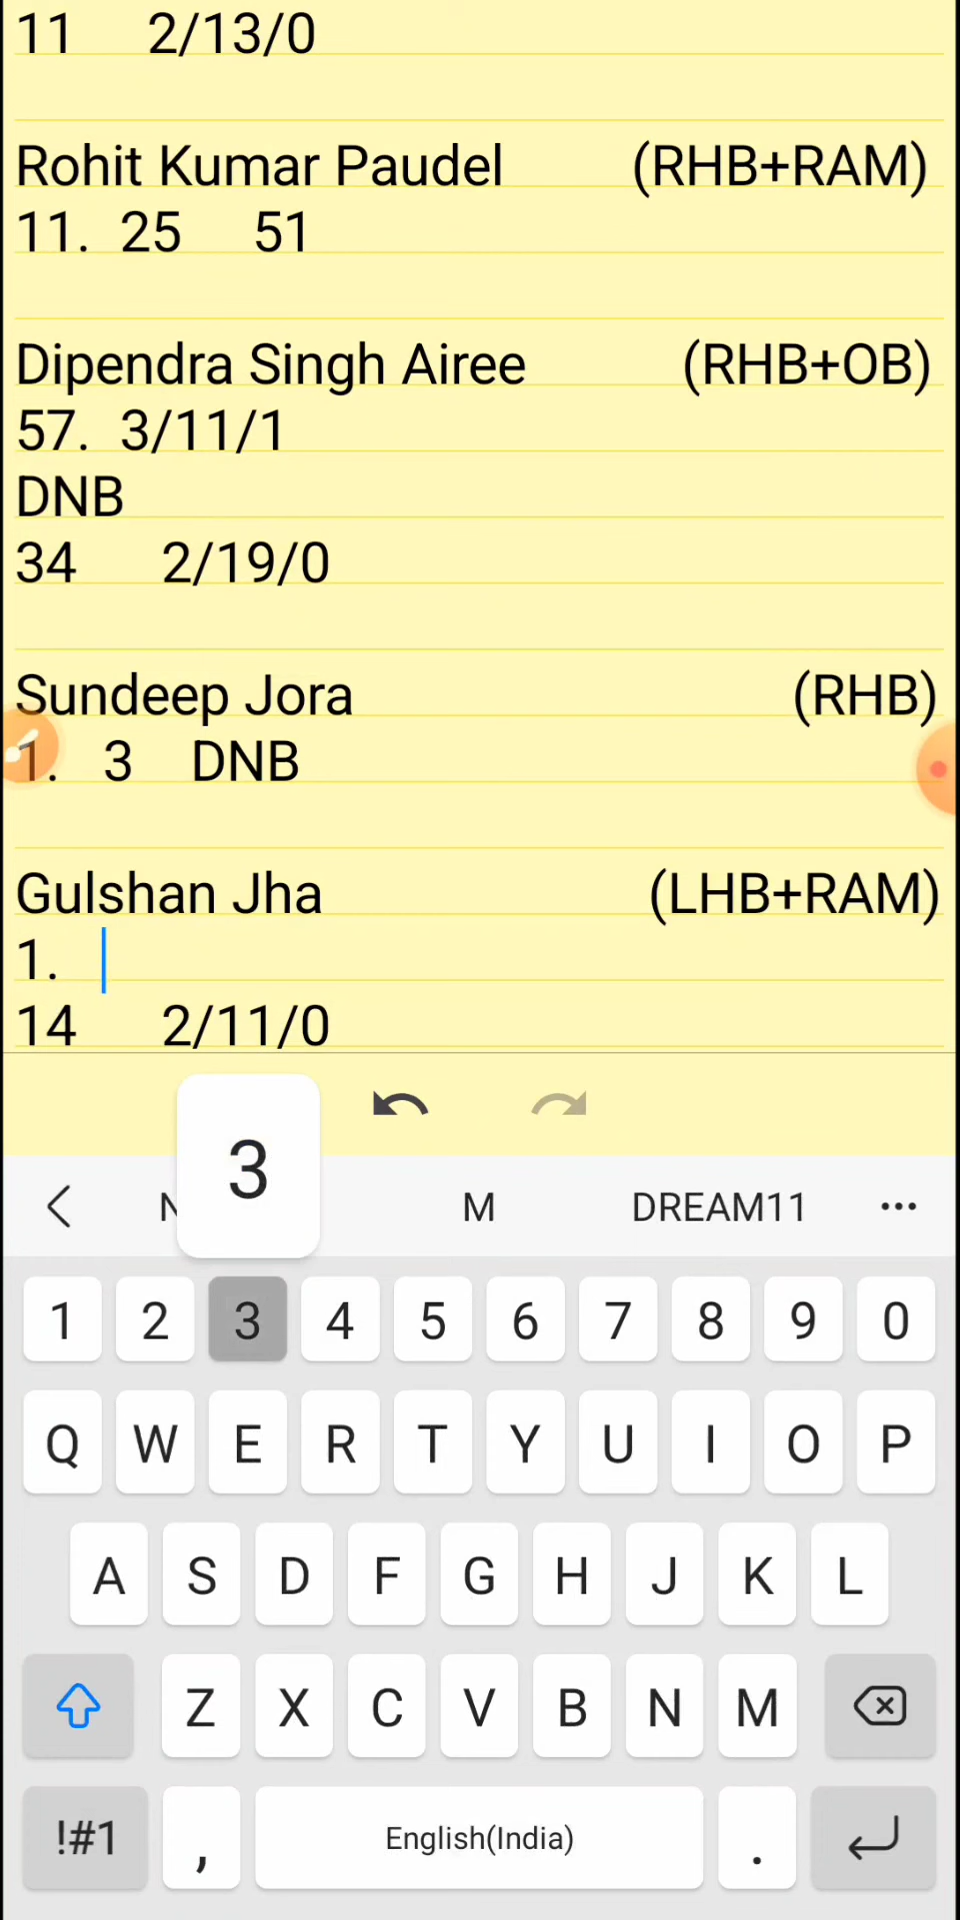 11 2/13/0
Rohit Kumar Paudel (RHB+RAM)
11. 25 51
Dipendra Singh Airee (RHB+OB)
57. 3/11/1
DNB
34 2/19/0
Sundeep Jora (RHB)
1. 3 DNB
Gulshan Jha (LHB+RAM)
1.
14 2/11/0
3
M DREAM11 ...
1 2 3 4 5 6 7 8 9 0
Q W E R T Y U I O P
A S D F G H J K L
Z X C V B N M
!#1 , English(India) .